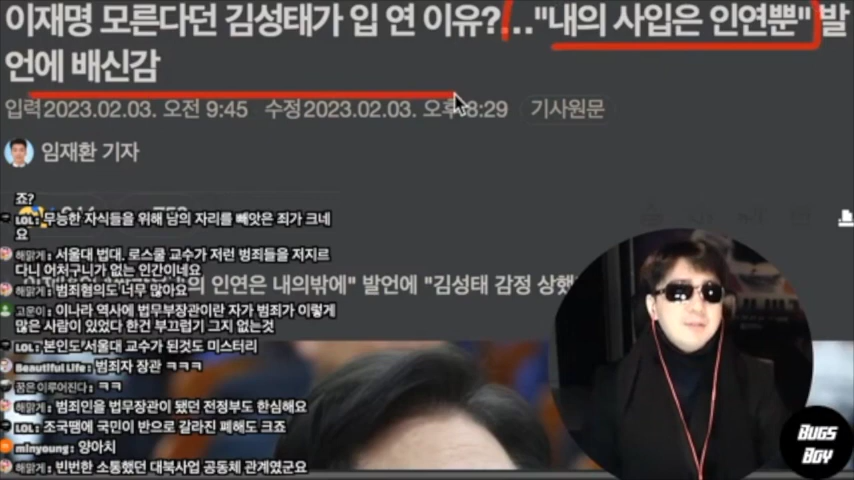 이재명 모른다던 김성태가 입 연 이유?…"내의 사입은 인연뿐" 발
언에 배신감
입력 2023.02.03. 오전 9:45 수정 2023.02.03. 오후 8:29 기사원문
임재환 기자
죠?
LOL: 무능한 자식들을 위해 남의 자리를 빼앗은 죄가 크네
요
해맑게: 서울대 법대. 로스쿨 교수가 저런 범죄들을 저지르
다니 어처구니가 없는 인간이네요
의 인연은 내의밖에" 발언에 "김성태 감정 상했
해맑게: 범죄혐의도 너무 많아요
고운이: 이나라 역사에 법무부장관이란 자가 범죄가 이렇게
많은 사람이 있었다 한건 부끄럽기 그지 없는것
LOL: 본인도 서울대 교수가 된것도 미스터리
Beautiful Life: 범죄자 장관 ㅋㅋㅋ
꿈은이루어진다: ㅋㅋ
해맑게: 범죄인을 법무장관이 됐던 전정부도 한심해요
LOL: 조국땜에 국민이 반으로 갈라진 폐해도 크죠
minyoung: 양아치
해맑게: 빈번한 소통했던 대북사업 공동체 관계였군요
BUGS
BOY